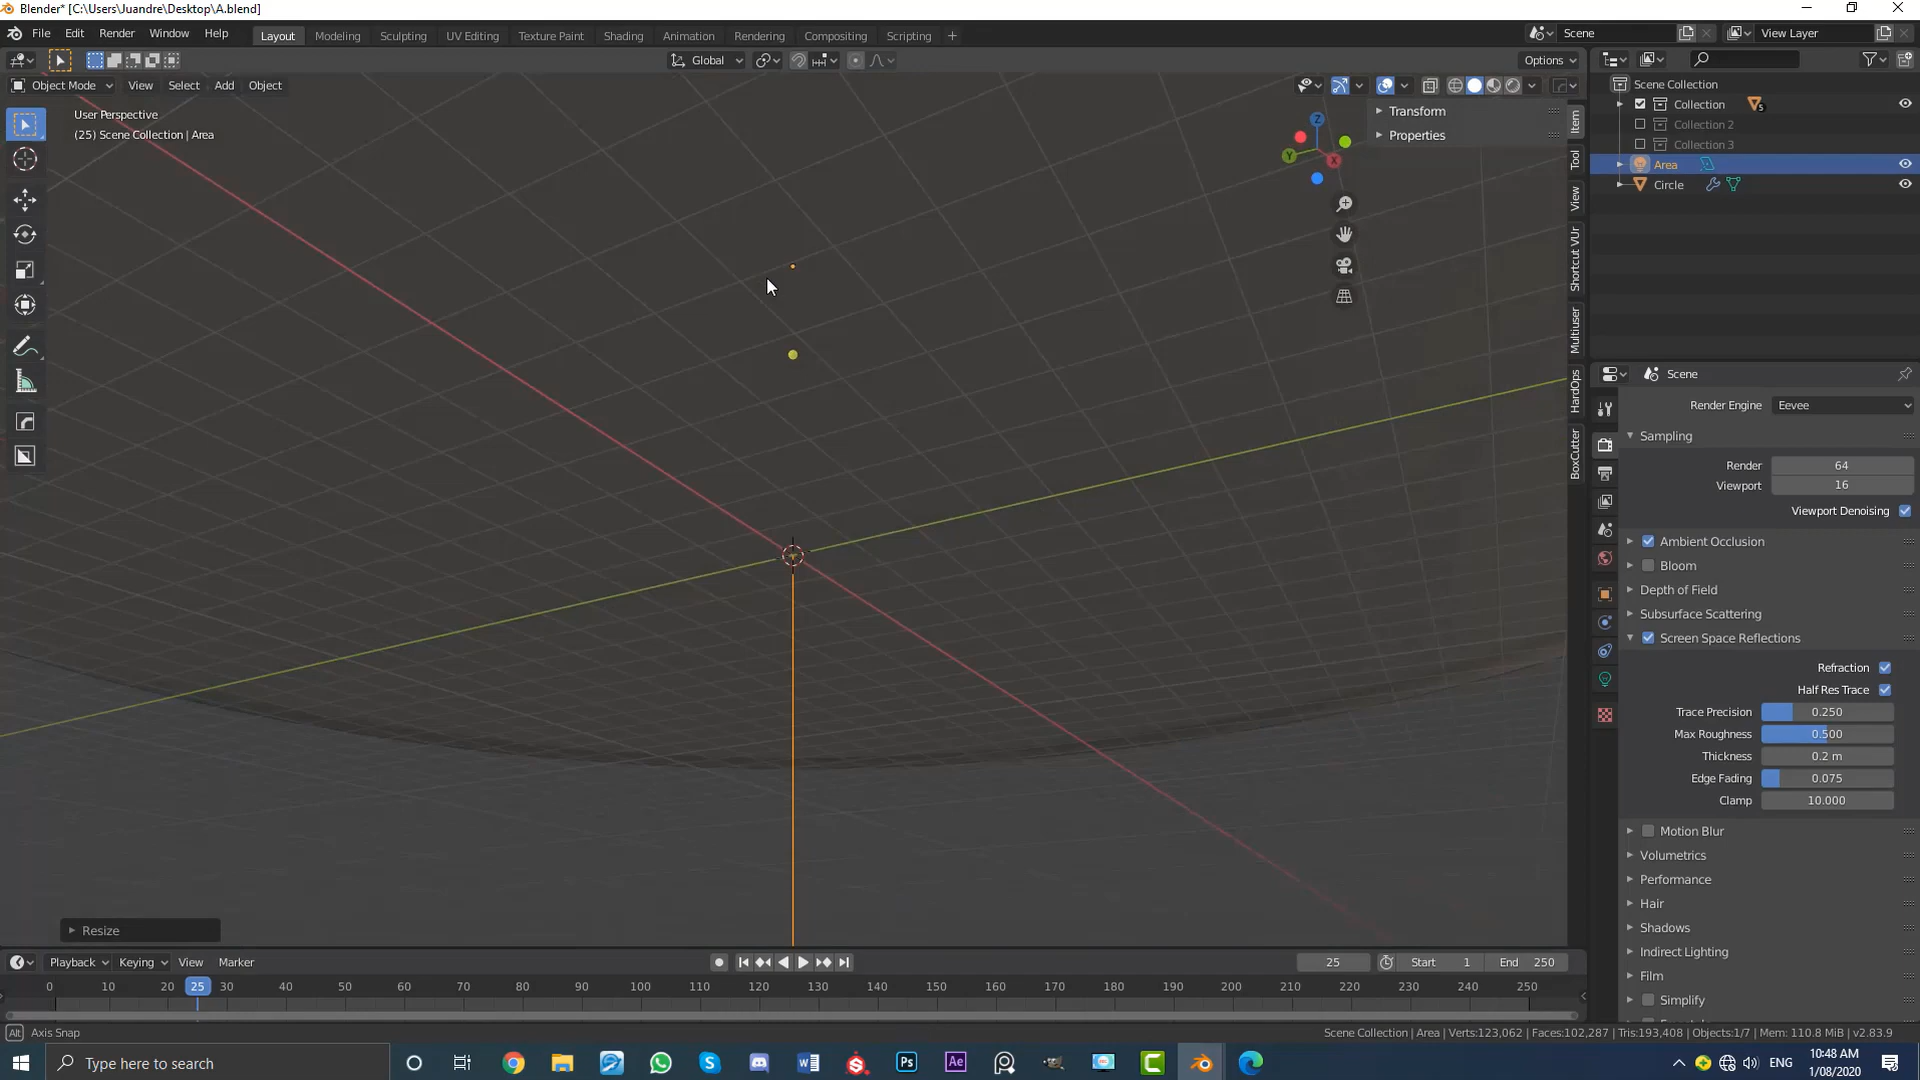 Blender* [C:\Users\Juandre\Desktop\A.blend]
File Edit Render Window Help
Layout Modeling Sculpting UV Editing Texture Paint Shading Animation Rendering Compositing Scripting +
Scene
View Layer
Global
Options
Object Mode View Select Add Object
User Perspective
(25) Scene Collection | Area
Transform
Properties
Item
Tool
View
Shortcut VUr
Multiuser
HardOps
BoxCutter
Z
Y
X
Scene Collection
Collection 5
Collection 2
Collection 3
Area
Circle
Scene
Render Engine Eevee
Sampling
Render 64
Viewport 16
Viewport Denoising
Ambient Occlusion
Bloom
Depth of Field
Subsurface Scattering
Screen Space Reflections
Refraction
Half Res Trace
Trace Precision 0.250
Max Roughness 0.500
Thickness 0.2 m
Edge Fading 0.075
Clamp 10.000
Motion Blur
Volumetrics
Performance
Hair
Shadows
Indirect Lighting
Film
Simplify
Resize
Playback Keying View Marker
25 Start 1 End 250
0 10 20 25 30 40 50 60 70 80 90 100 110 120 130 140 150 160 170 180 190 200 210 220 230 240 250
Alt Axis Snap
Scene Collection | Area | Verts:123,062 | Faces:102,287 | Tris:193,408 | Objects:1/7 | Mem: 110.8 MiB | v2.83.9
Type here to search
Ps
Ae
ENG
10:48 AM
1/08/2020